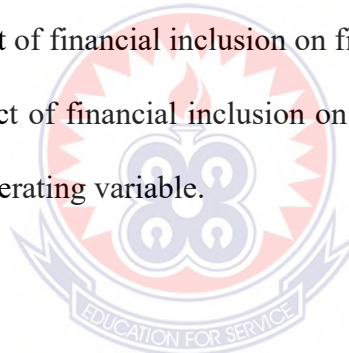 t of financial inclusion on fi
ct of financial inclusion on
erating variable.
EDUCATION FOR SERVICE